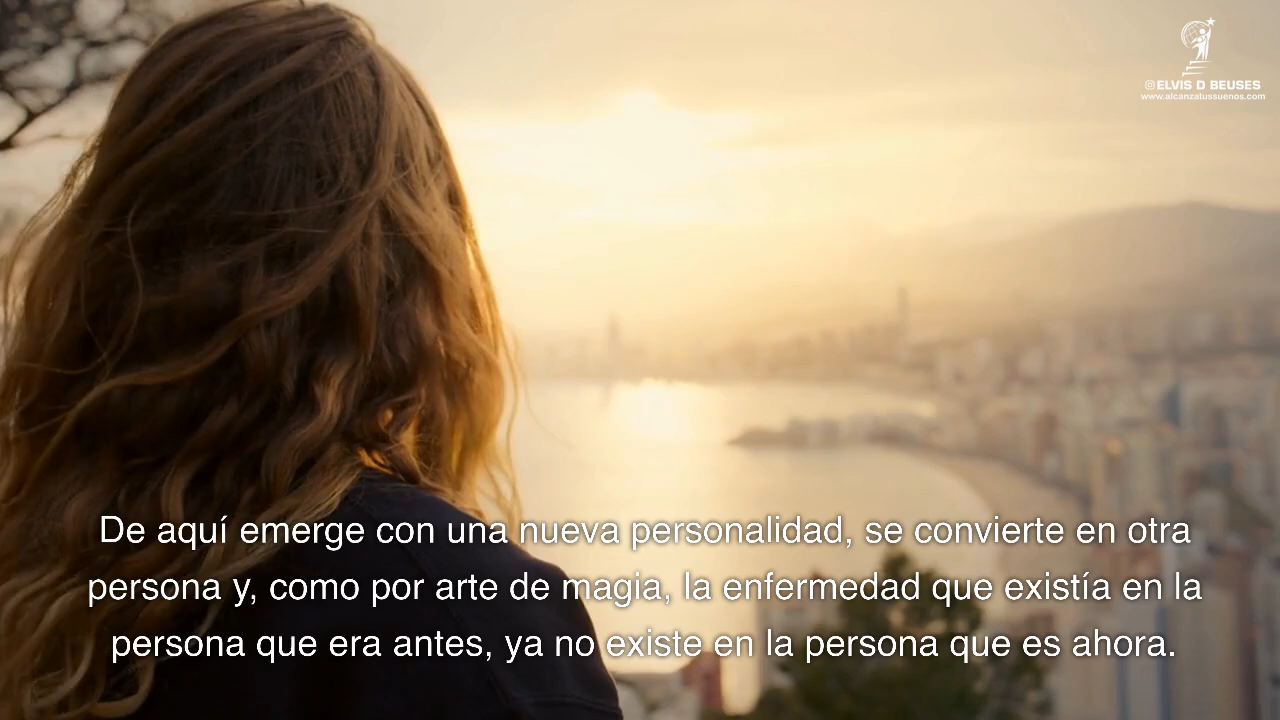 ELVIS D BEUSES
www.alcanzatussuenos.com
De aquí emerge con una nueva personalidad, se convierte en otra
persona y, como por arte de magia, la enfermedad que existía en la
persona que era antes, ya no existe en la persona que es ahora.